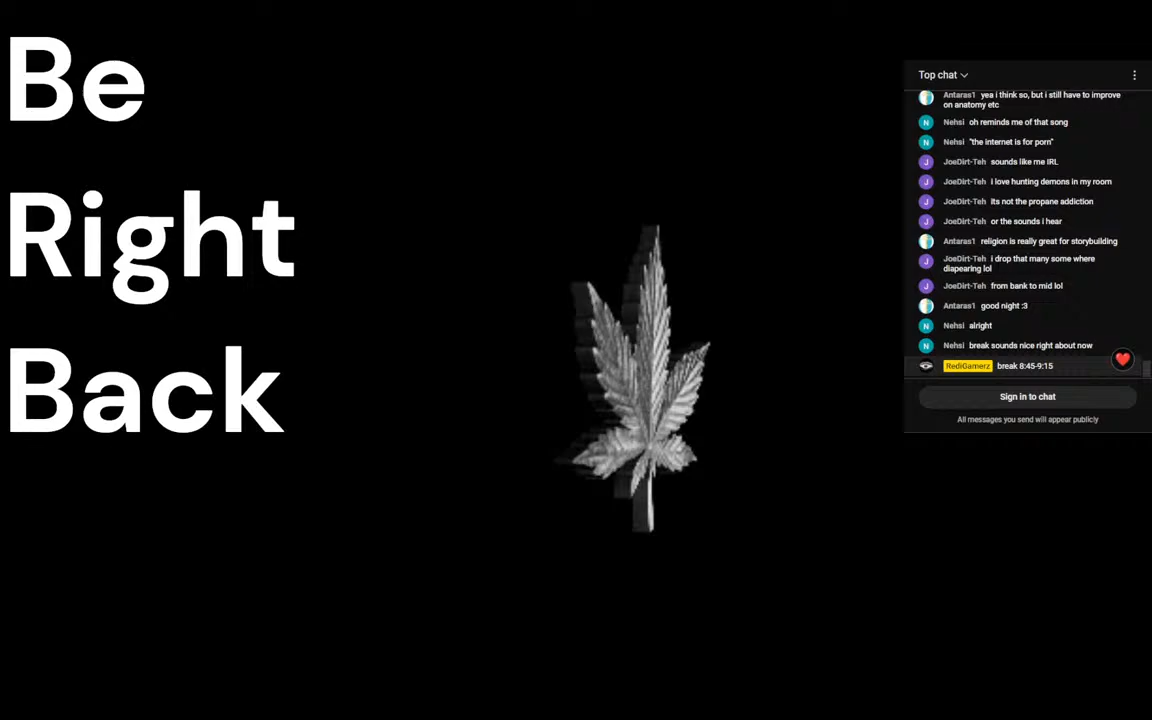 Be
Right
Back
Top chat
Antaras1 yea i think so, but i still have to improve
on anatomy etc
Nehsi oh reminds me of that song
Nehsi "the internet is for porn"
JoeDirt-Teh sounds like me IRL
JoeDirt-Teh i love hunting demons in my room
JoeDirt-Teh its not the propane addiction
JoeDirt-Teh or the sounds i hear
Antaras1 religion is really great for storybuilding
JoeDirt-Teh i drop that many some where
diapearing lol
JoeDirt-Teh from bank to mid lol
Antaras1 good night :3
Nehsi alright
Nehsi break sounds nice right about now
RediGamerz break 8:45-9:15
Sign in to chat
All messages you send will appear publicly